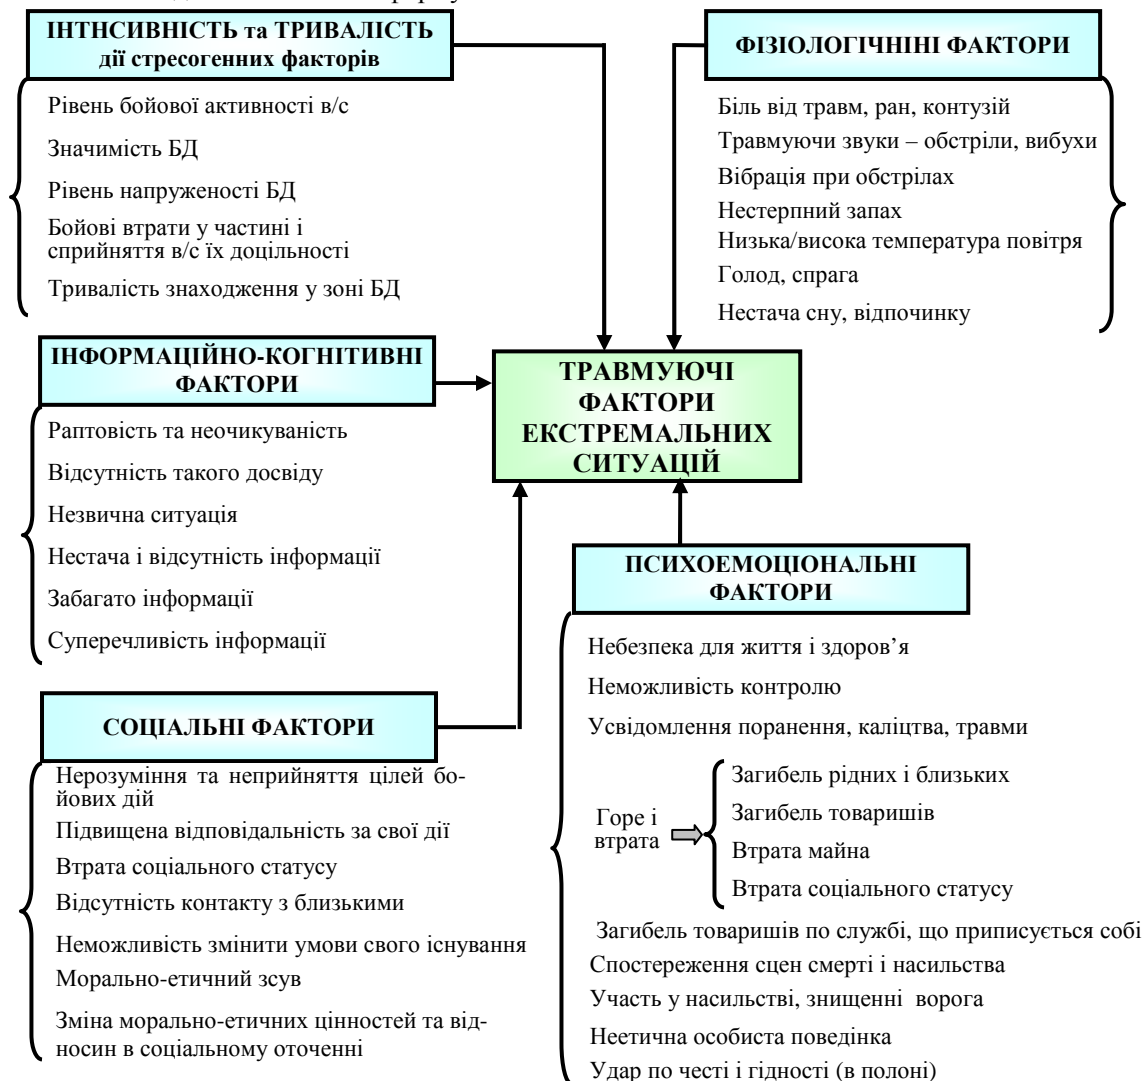 ІНТНСИВНІСТЬ та ТРИВАЛІСТЬ
дії стресогенних факторів
Рівень бойової активності в/с
Значимість БД
Рівень напруженості БД
Бойові втрати у частині і
сприйняття в/с їх доцільності
Тривалість знаходження у зоні БД
ФІЗІОЛОГІЧНІНІ ФАКТОРИ
Біль від травм, ран, контузій
Травмуючи звуки – обстріли, вибухи
Вібрація при обстрілах
Нестерпний запах
Низька/висока температура повітря
Голод, спрага
Нестача сну, відпочинку
ІНФОРМАЦІЙНО-КОГНІТИВНІ
ФАКТОРИ
Раптовість та неочикуваність
Відсутність такого досвіду
Незвична ситуація
Нестача і відсутність інформації
Забагато інформації
Суперечливість інформації
ТРАВМУЮЧІ
ФАКТОРИ
ЕКСТРЕМАЛЬНИХ
СИТУАЦІЙ
СОЦІАЛЬНІ ФАКТОРИ
Нерозуміння та неприйняття цілей бо-
йових дій
Підвищена відповідальність за свої дії
Втрата соціального статусу
Відсутність контакту з близькими
Неможливість змінити умови свого існування
Морально-етичний зсув
Зміна морально-етичних цінностей та від-
носин в соціальному оточенні
ПСИХОЕМОЦІОНАЛЬНІ
ФАКТОРИ
Небезпека для життя і здоров’я
Неможливість контролю
Усвідомлення поранення, каліцтва, травми
Горе і
втрата
Загибель рідних і близьких
Загибель товаришів
Втрата майна
Втрата соціального статусу
Загибель товаришів по службі, що приписується собі
Спостереження сцен смерті і насильства
Участь у насильстві, знищенні ворога
Неетична особиста поведінка
Удар по честі і гідності (в полоні)